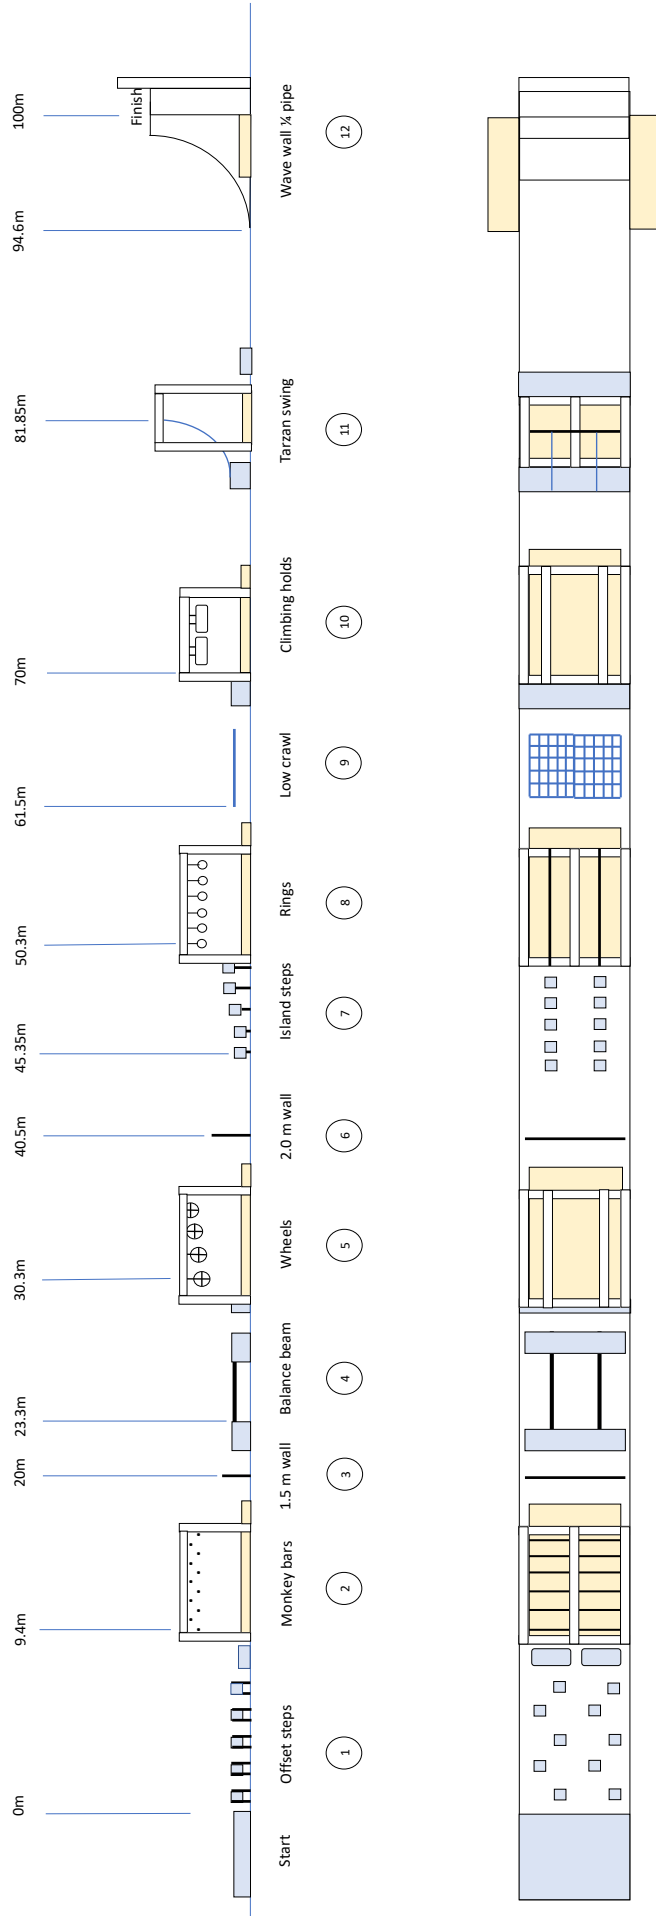 0m
9.4m
20m
23.3m
30.3m
40.5m
45.35m
50.3m
61.5m
70m
81.85m
94.6m
100m
Finish
Start
Offset steps
Monkey bars
1.5 m wall
Balance beam
Wheels
2.0 m wall
Island steps
Rings
Low crawl
Climbing holds
Tarzan swing
Wave wall ¼ pipe
1
2
3
4
5
6
7
8
9
10
11
12